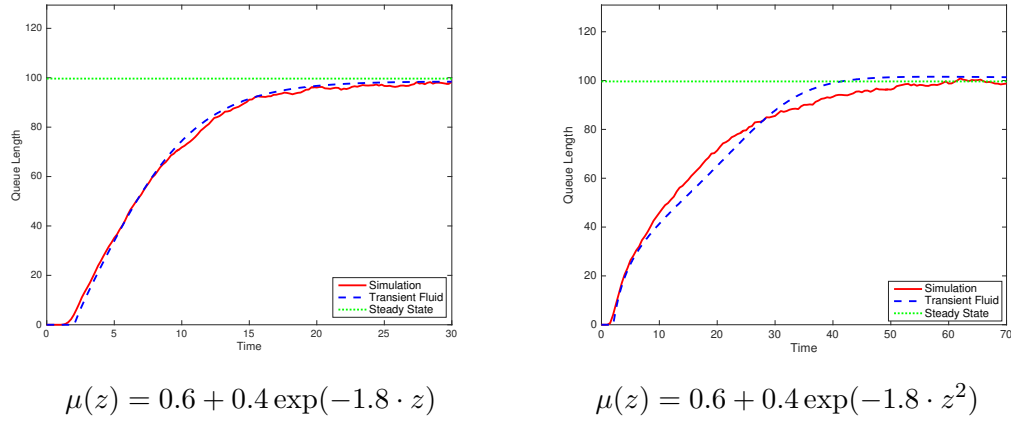 120
100
80
60
40
20
0
Queue Length
0 5 10 15 20 25 30
Time
Simulation
Transient Fluid
Steady State
μ(z) = 0.6 + 0.4 exp(−1.8 · z)
120
100
80
60
40
20
0
Queue Length
0 10 20 30 40 50 60 70
Time
Simulation
Transient Fluid
Steady State
μ(z) = 0.6 + 0.4 exp(−1.8 · z²)